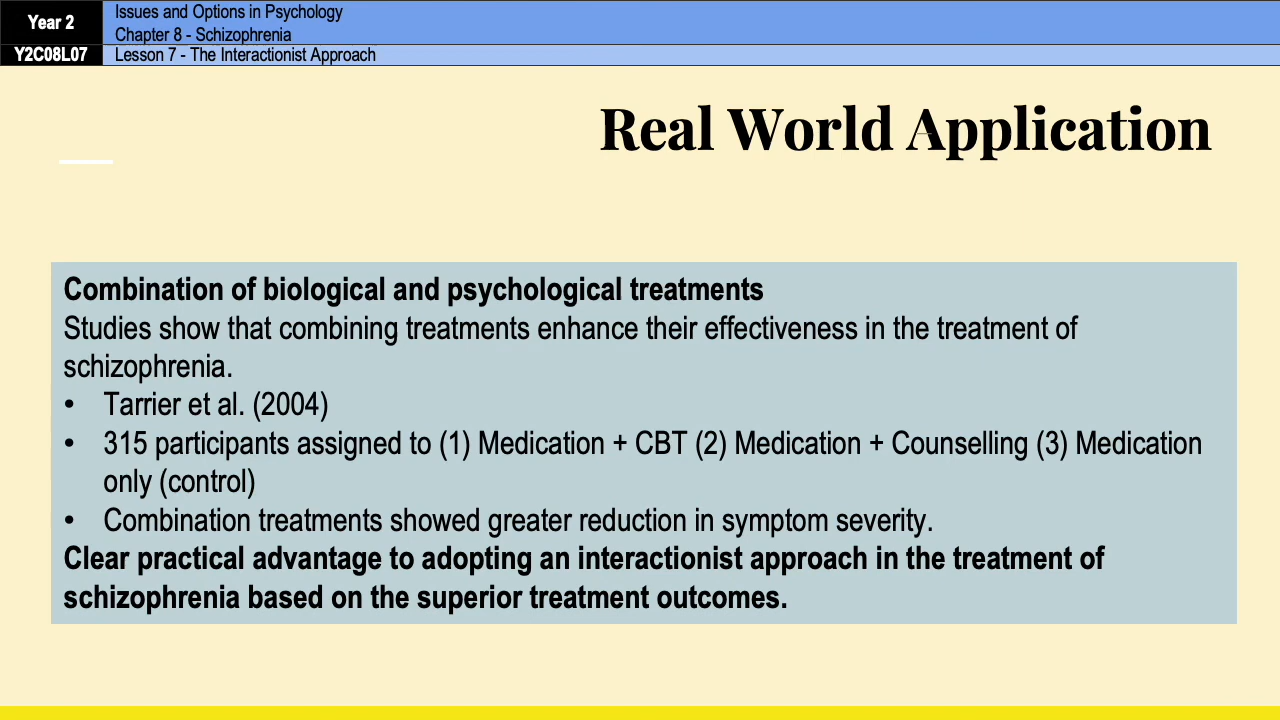 Year 2
Issues and Options in Psychology
Chapter 8 - Schizophrenia
Y2C08L07
Lesson 7 - The Interactionist Approach
Real World Application
Combination of biological and psychological treatments
Studies show that combining treatments enhance their effectiveness in the treatment of
schizophrenia.
• Tarrier et al. (2004)
• 315 participants assigned to (1) Medication + CBT (2) Medication + Counselling (3) Medication
only (control)
• Combination treatments showed greater reduction in symptom severity.
Clear practical advantage to adopting an interactionist approach in the treatment of
schizophrenia based on the superior treatment outcomes.